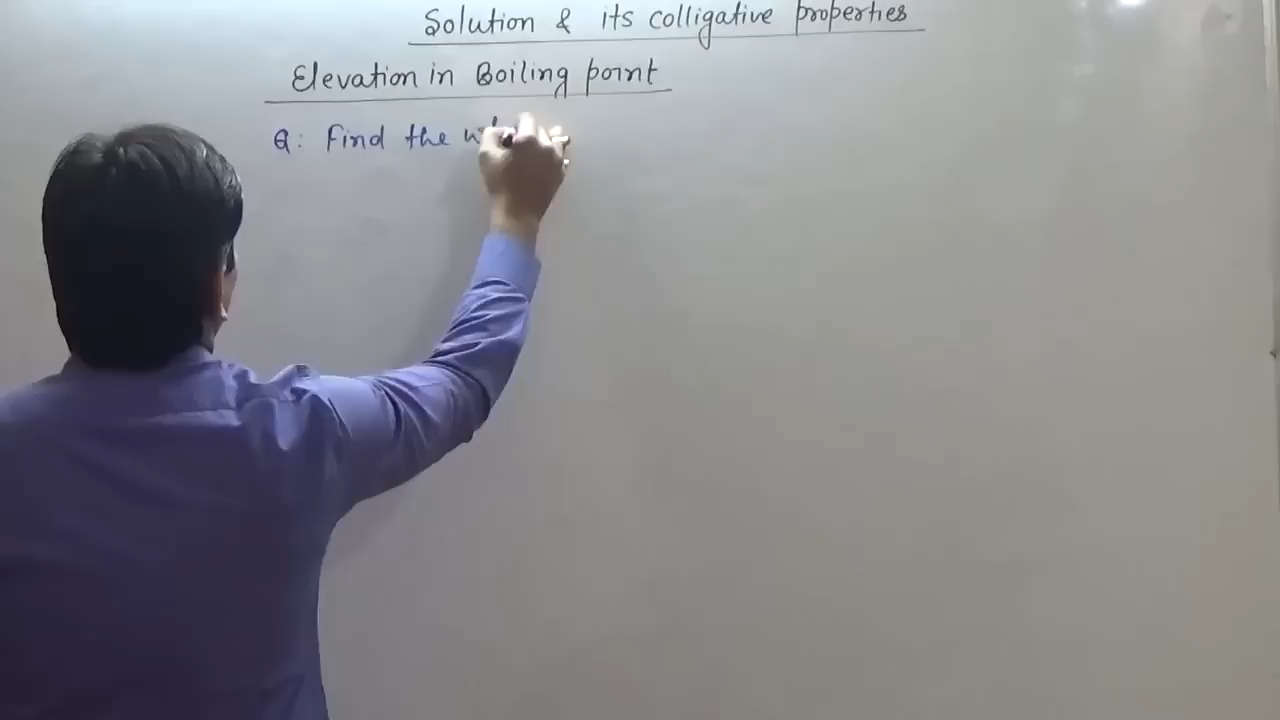 Solution & its colligative properties
Elevation in Boiling point
Q: Find the